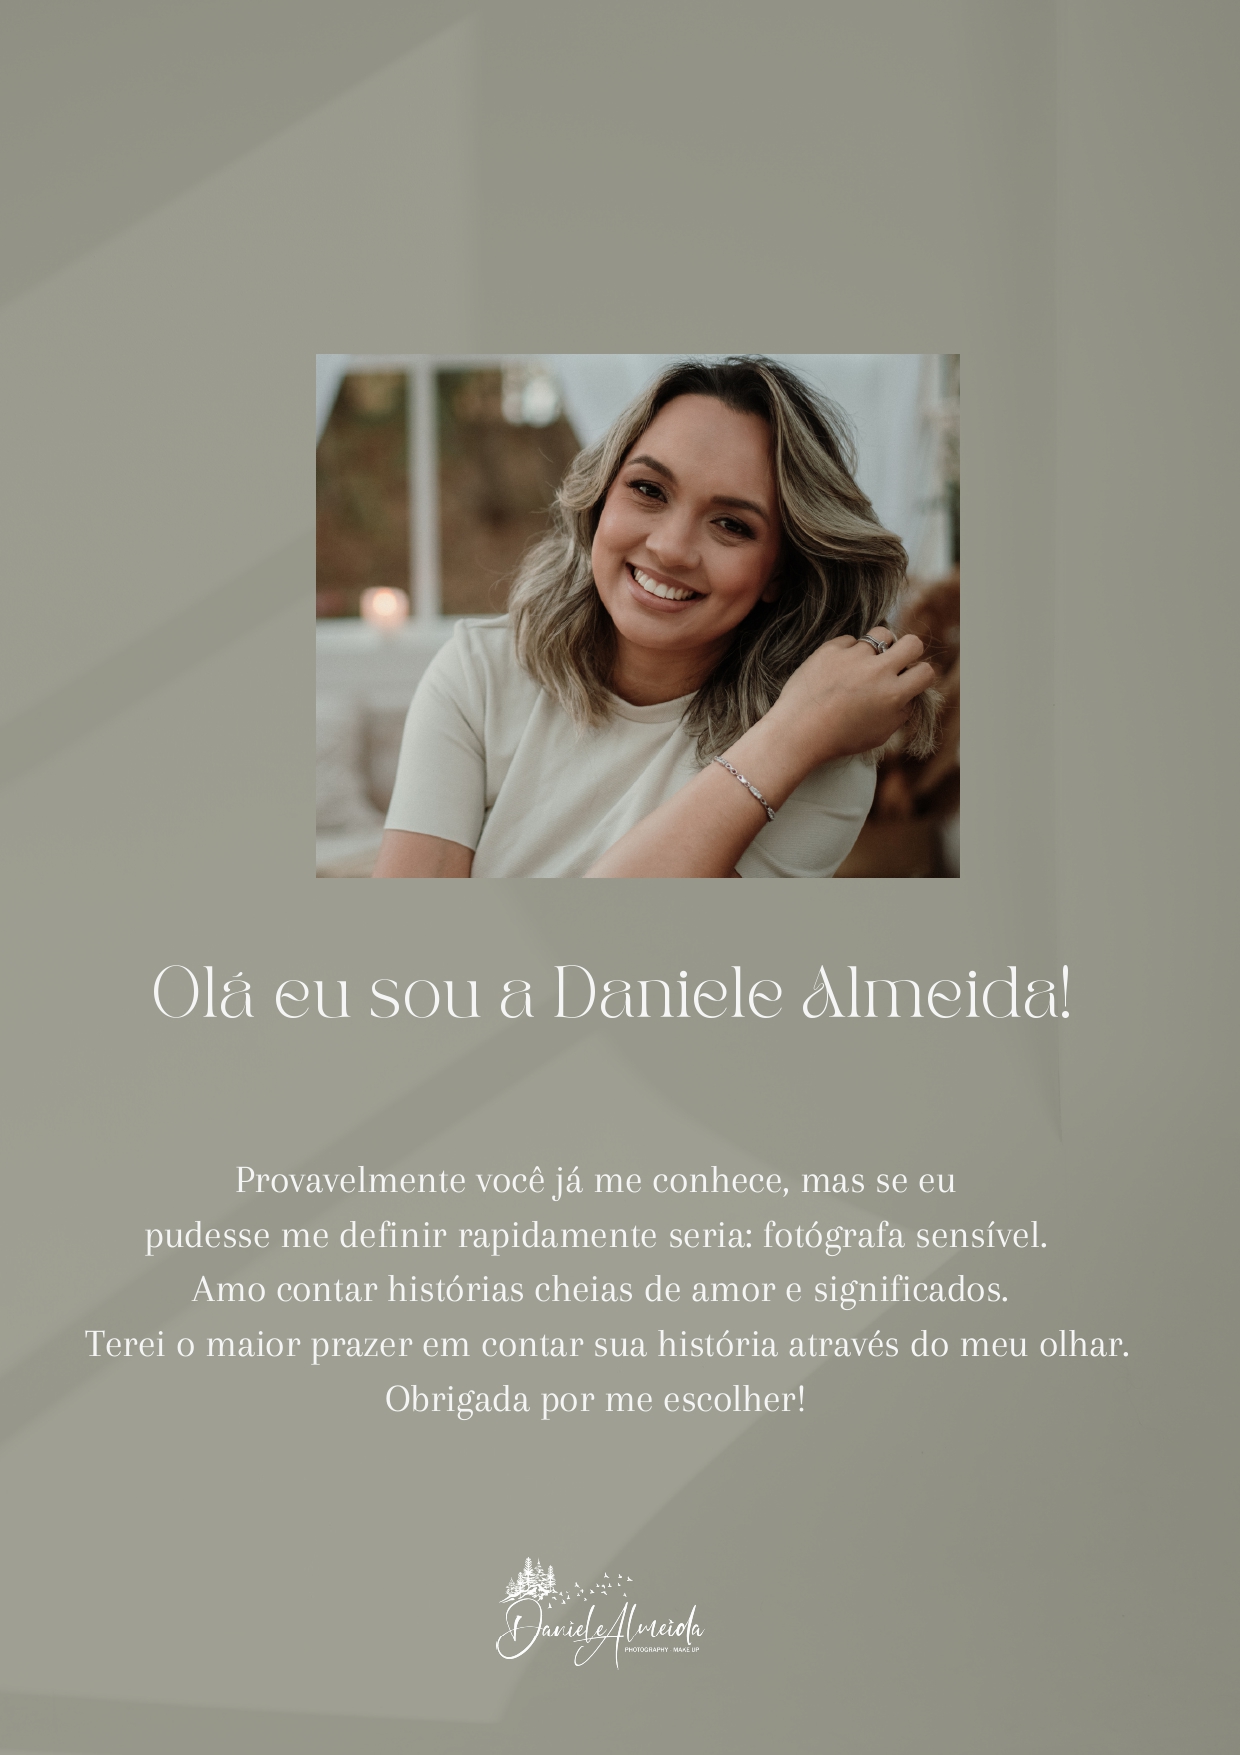 Olá eu sou a Daniele Almeida!
Provavelmente você já me conhece, mas se eu
pudesse me definir rapidamente seria: fotógrafa sensível.
Amo contar histórias cheias de amor e significados.
Terei o maior prazer em contar sua história através do meu olhar.
Obrigada por me escolher!
Daniele Almeida
PHOTOGRAPHY MAKE UP